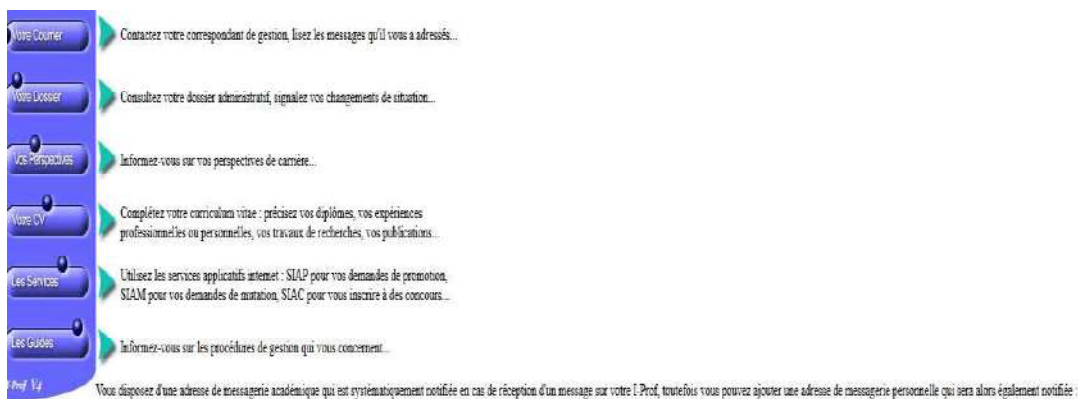 Votre Courrier
Contactez votre correspondant de gestion, lisez les messages qu'il vous a adressés...
Votre Dossier
Consultez votre dossier administratif, signalez vos changements de situation...
Vos Perspectives
Informez-vous sur vos perspectives de carrière...
Votre CV
Complétez votre curriculum vitae : précisez vos diplômes, vos expériences
professionnelles ou personnelles, vos travaux de recherches, vos publications...
Les Services
Utilisez les services applicatifs internet : SIAP pour vos demandes de promotion,
SIAM pour vos demandes de mutation, SIAC pour vous inscrire à des concours...
Les Guides
Informez-vous sur les procédures de gestion qui vous concernent...
I-Prof V4
Vous disposez d'une adresse de messagerie académique qui est systématiquement notifiée en cas de réception d'un message sur votre I-Prof, toutefois vous pouvez ajouter une adresse de messagerie personnelle qui sera alors également notifiée :